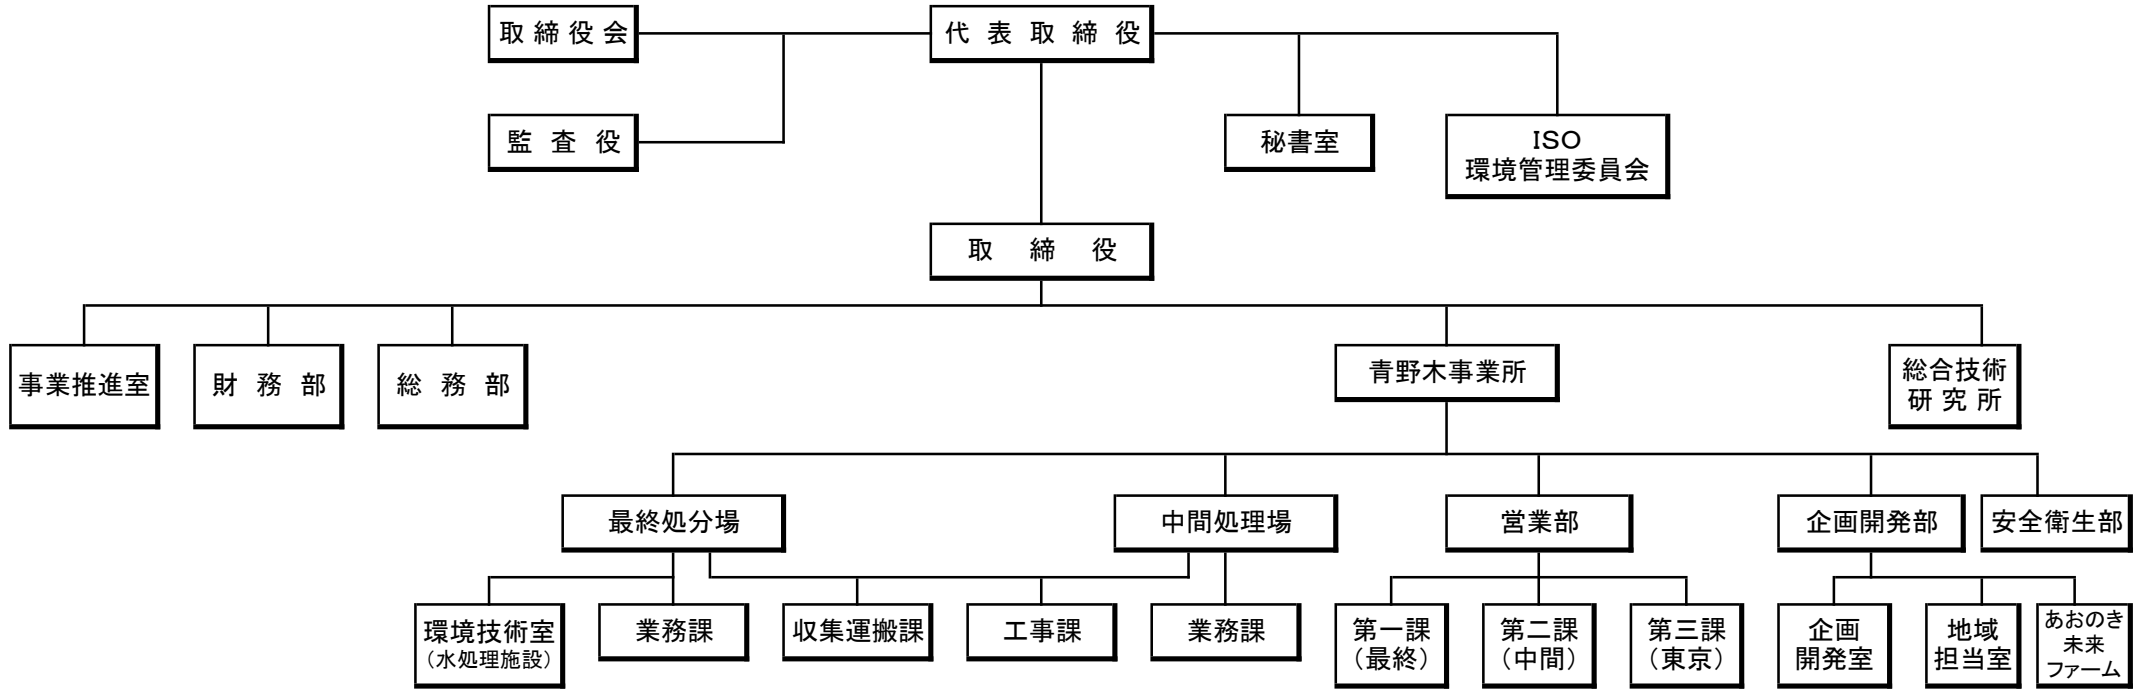 取締役会
代表取締役
監査役
秘書室
ISO
環境管理委員会
取締役
事業推進室
財務部
総務部
青野木事業所
総合技術
研究所
最終処分場
中間処理場
営業部
企画開発部
安全衛生部
環境技術室
（水処理施設）
業務課
収集運搬課
工事課
業務課
第一課
（最終）
第二課
（中間）
第三課
（東京）
企画
開発室
地域
担当室
あおのき
未来
ファーム